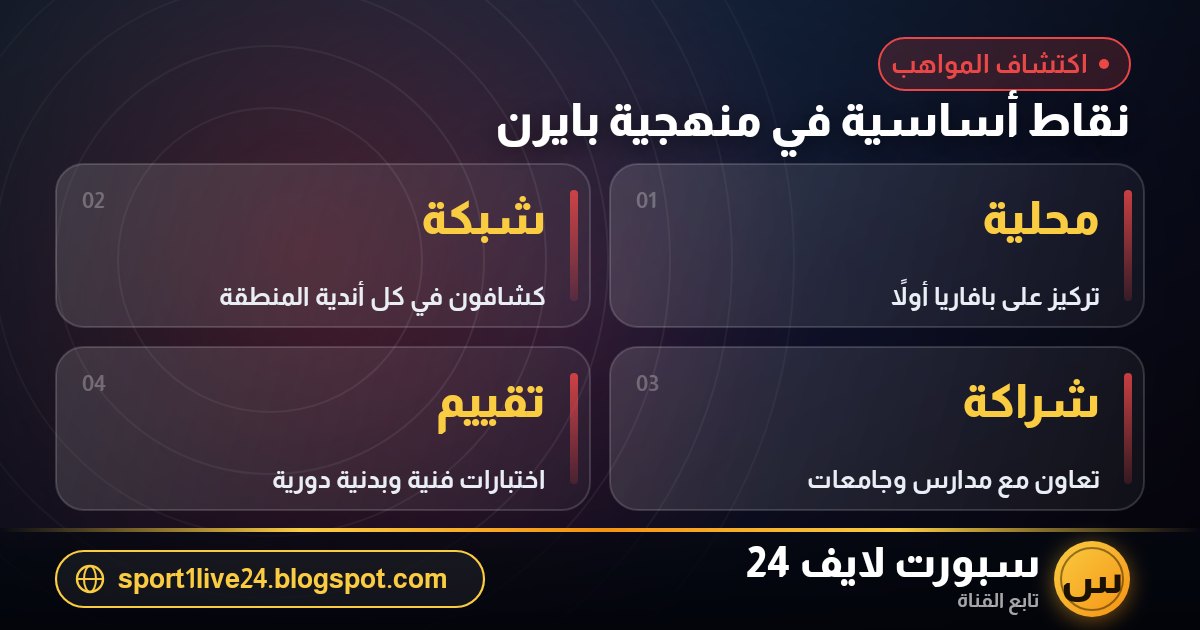 اكتشاف المواهب
نقاط أساسية في منهجية بايرن
01
محلية
تركيز على بافاريا أولاً
02
شبكة
كشافون في كل أندية المنطقة
03
شراكة
تعاون مع مدارس وجامعات
04
تقييم
اختبارات فنية وبدنية دورية
س
سبورت لايف 24
تابع القناة
sport1live24.blogspot.com